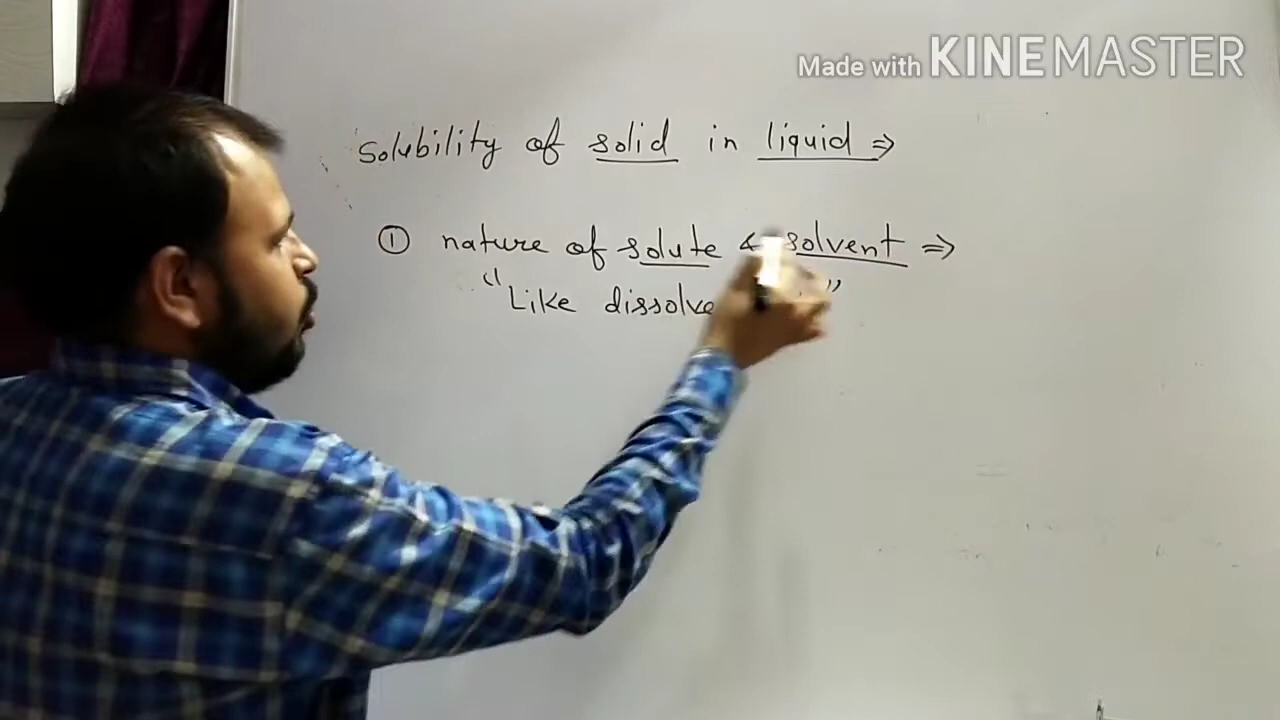 Made with KINEMASTER
Solubility of solid in liquid ⇒
① nature of solute & solvent ⇒
"Like dissolve "